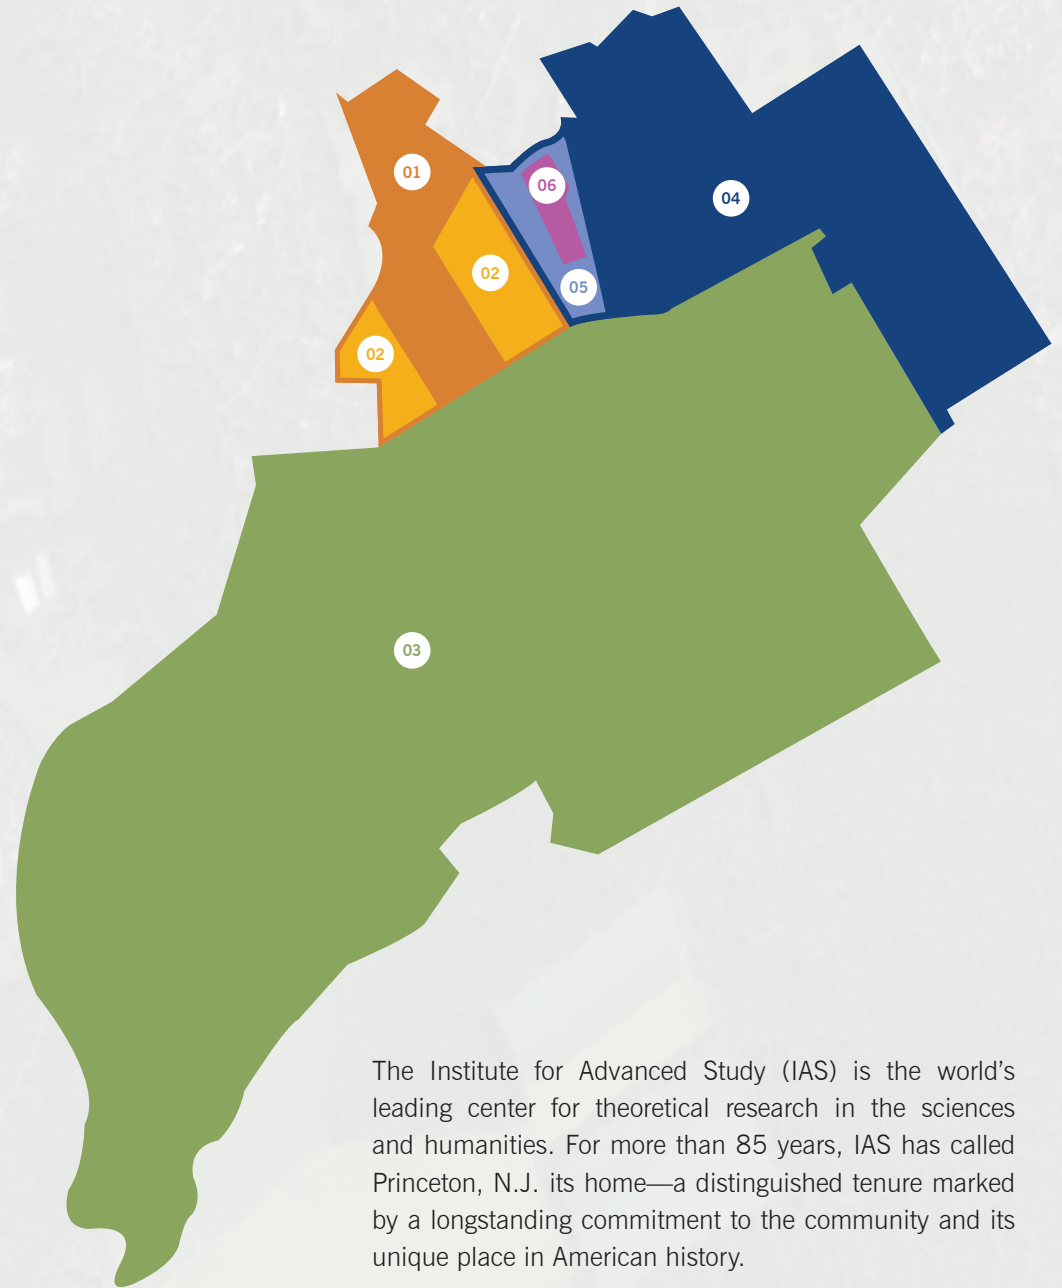 01
06
04
02
05
02
03
The Institute for Advanced Study (IAS) is the world’s
leading center for theoretical research in the sciences
and humanities. For more than 85 years, IAS has called
Princeton, N.J. its home—a distinguished tenure marked
by a longstanding commitment to the community and its
unique place in American history.